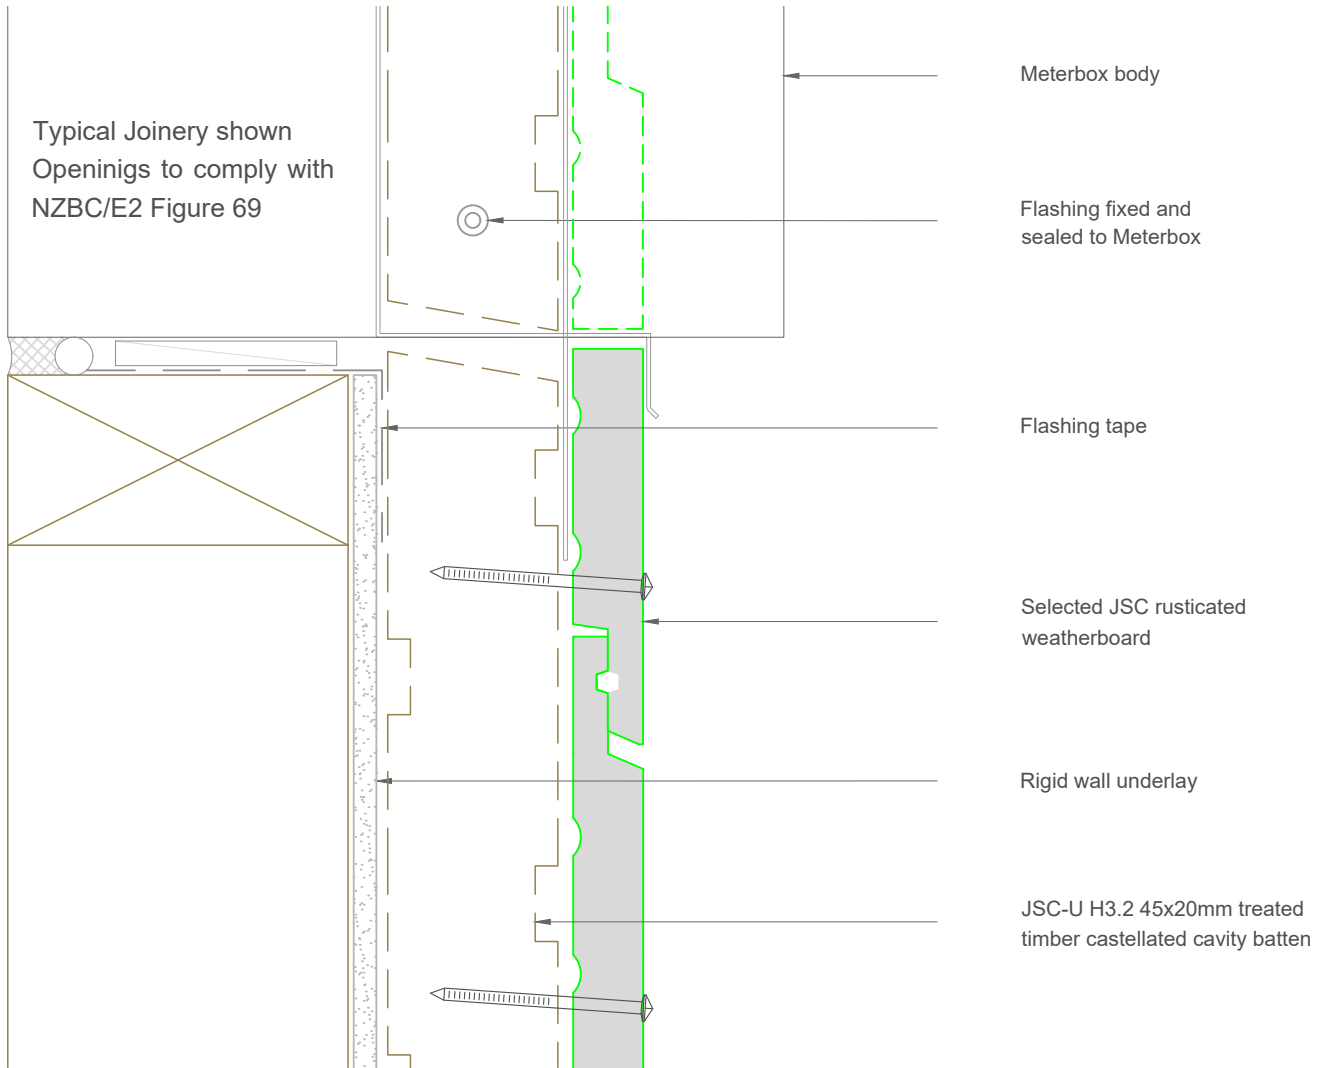 Typical Joinery shown
Openinigs to comply with
NZBC/E2 Figure 69
Meterbox body
Flashing fixed and
sealed to Meterbox
Flashing tape
Selected JSC rusticated
weatherboard
Rigid wall underlay
JSC-U H3.2 45x20mm treated
timber castellated cavity batten